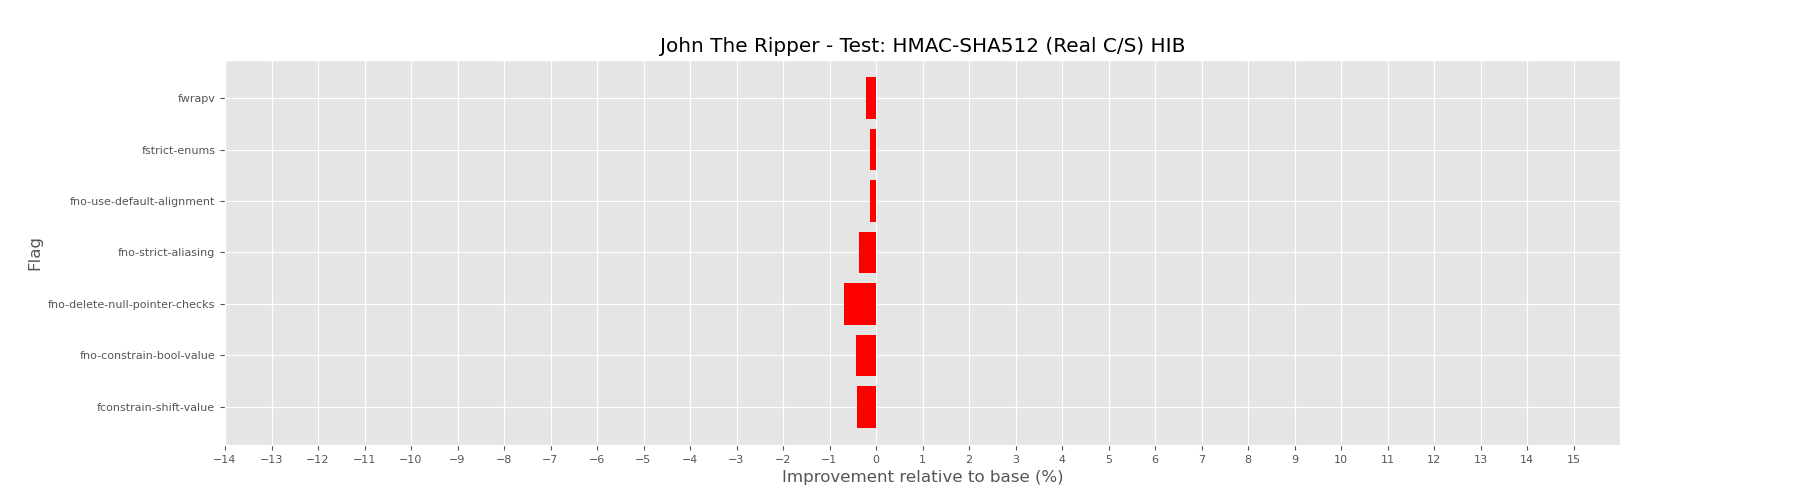 John The Ripper - Test: HMAC-SHA512 (Real C/S) HIB
fwrapv
fstrict-enums
fno-use-default-alignment
fno-strict-aliasing
fno-delete-null-pointer-checks
fno-constrain-bool-value
fconstrain-shift-value
Flag
−14 −13 −12 −11 −10 −9 −8 −7 −6 −5 −4 −3 −2 −1 0 1 2 3 4 5 6 7 8 9 10 11 12 13 14 15
Improvement relative to base (%)